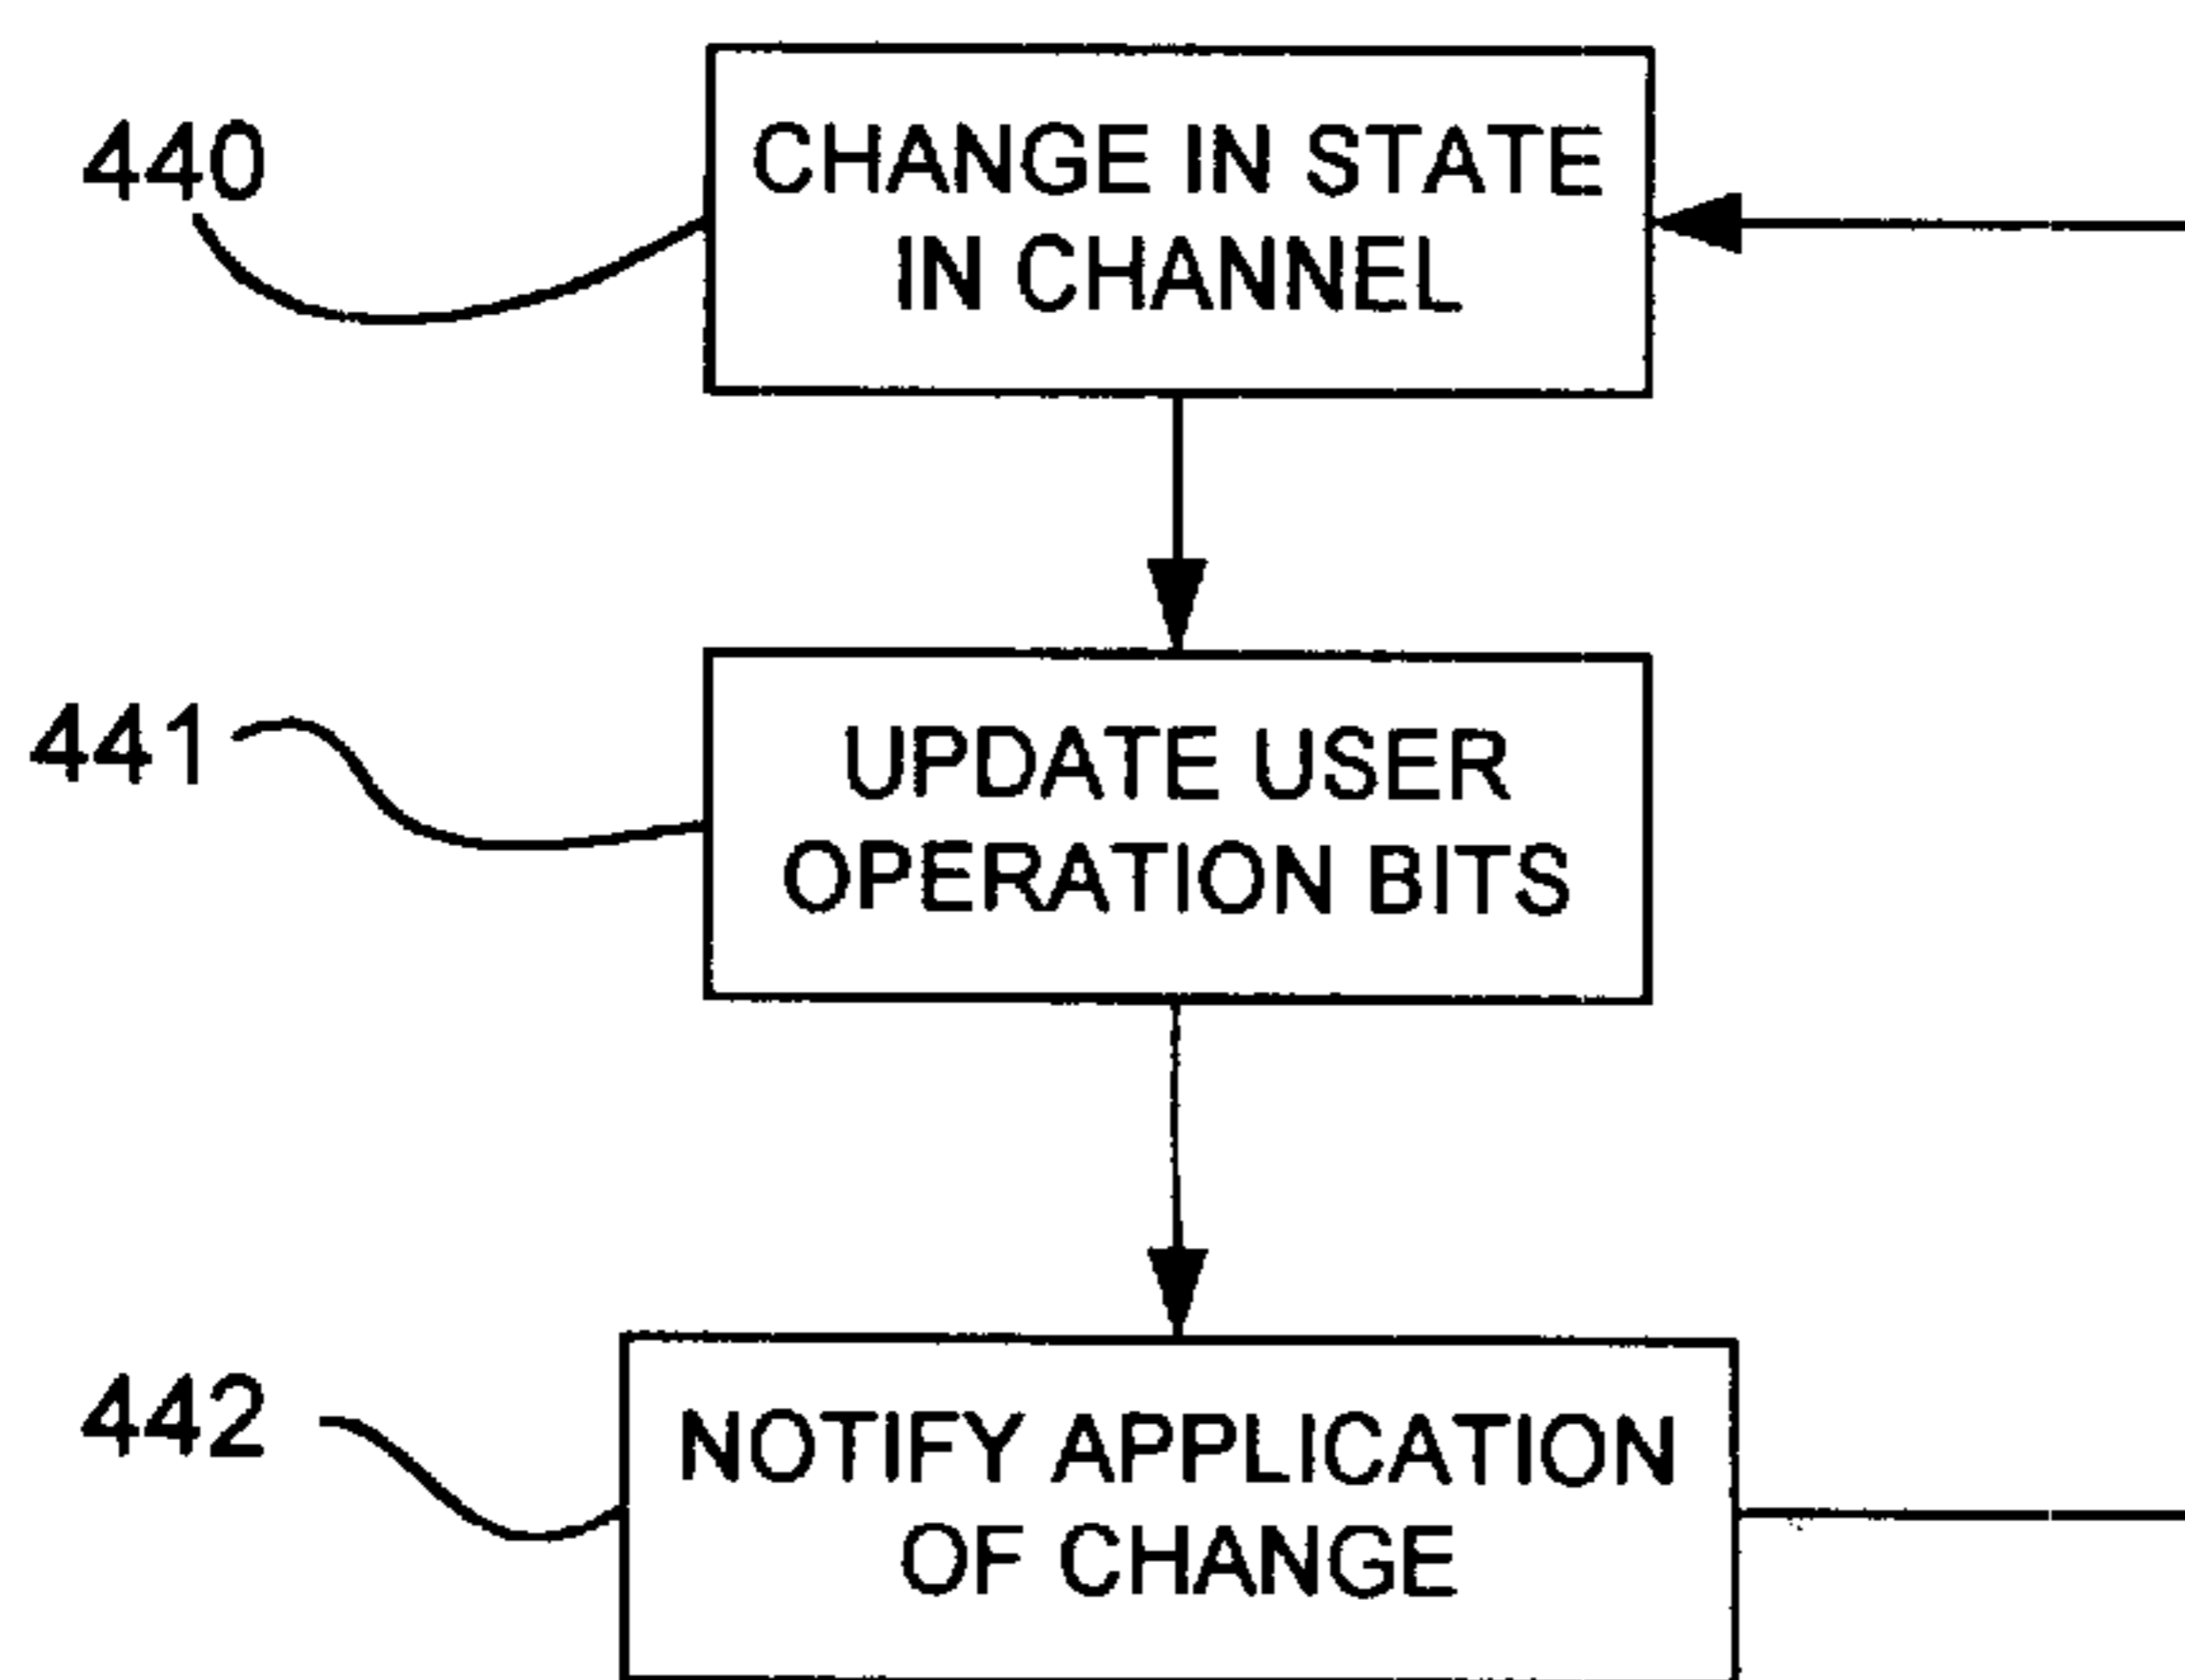 440
CHANGE IN STATE
IN CHANNEL
441
UPDATE USER
OPERATION BITS
442
NOTIFY APPLICATION
OF CHANGE